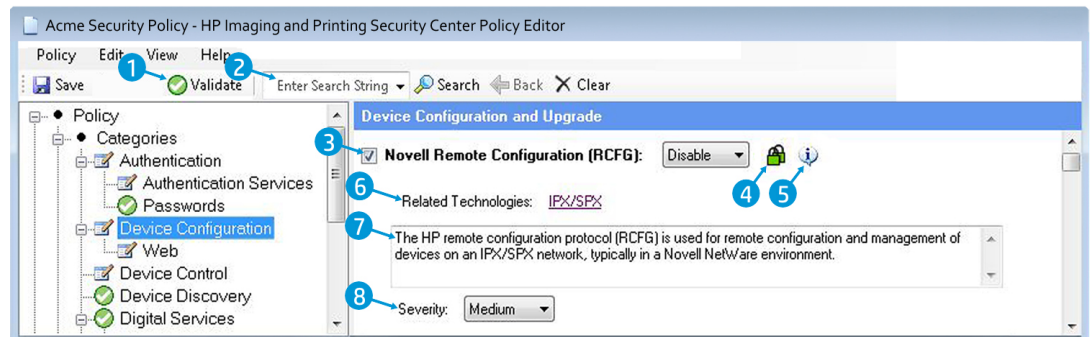 Acme Security Policy - HP Imaging and Printing Security Center Policy Editor
Policy Edit View Help
1 2
Save Validate Enter Search String Search Back Clear
Policy
Categories
Authentication
Authentication Services
Passwords
Device Configuration
Web
Device Control
Device Discovery
Digital Services
Device Configuration and Upgrade
3 Novell Remote Configuration (RCFG): Disable
4 5
6 Related Technologies: IPX/SPX
7 The HP remote configuration protocol (RCFG) is used for remote configuration and management of
devices on an IPX/SPX network, typically in a Novell NetWare environment.
8 Severity: Medium